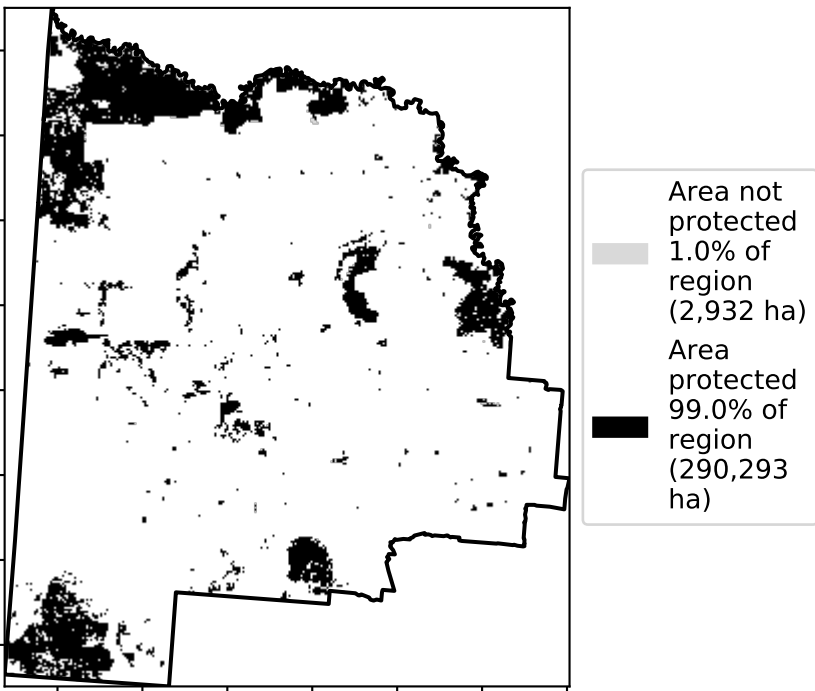 Area not
protected
1.0% of
region
(2,932 ha)
Area
protected
99.0% of
region
(290,293
ha)